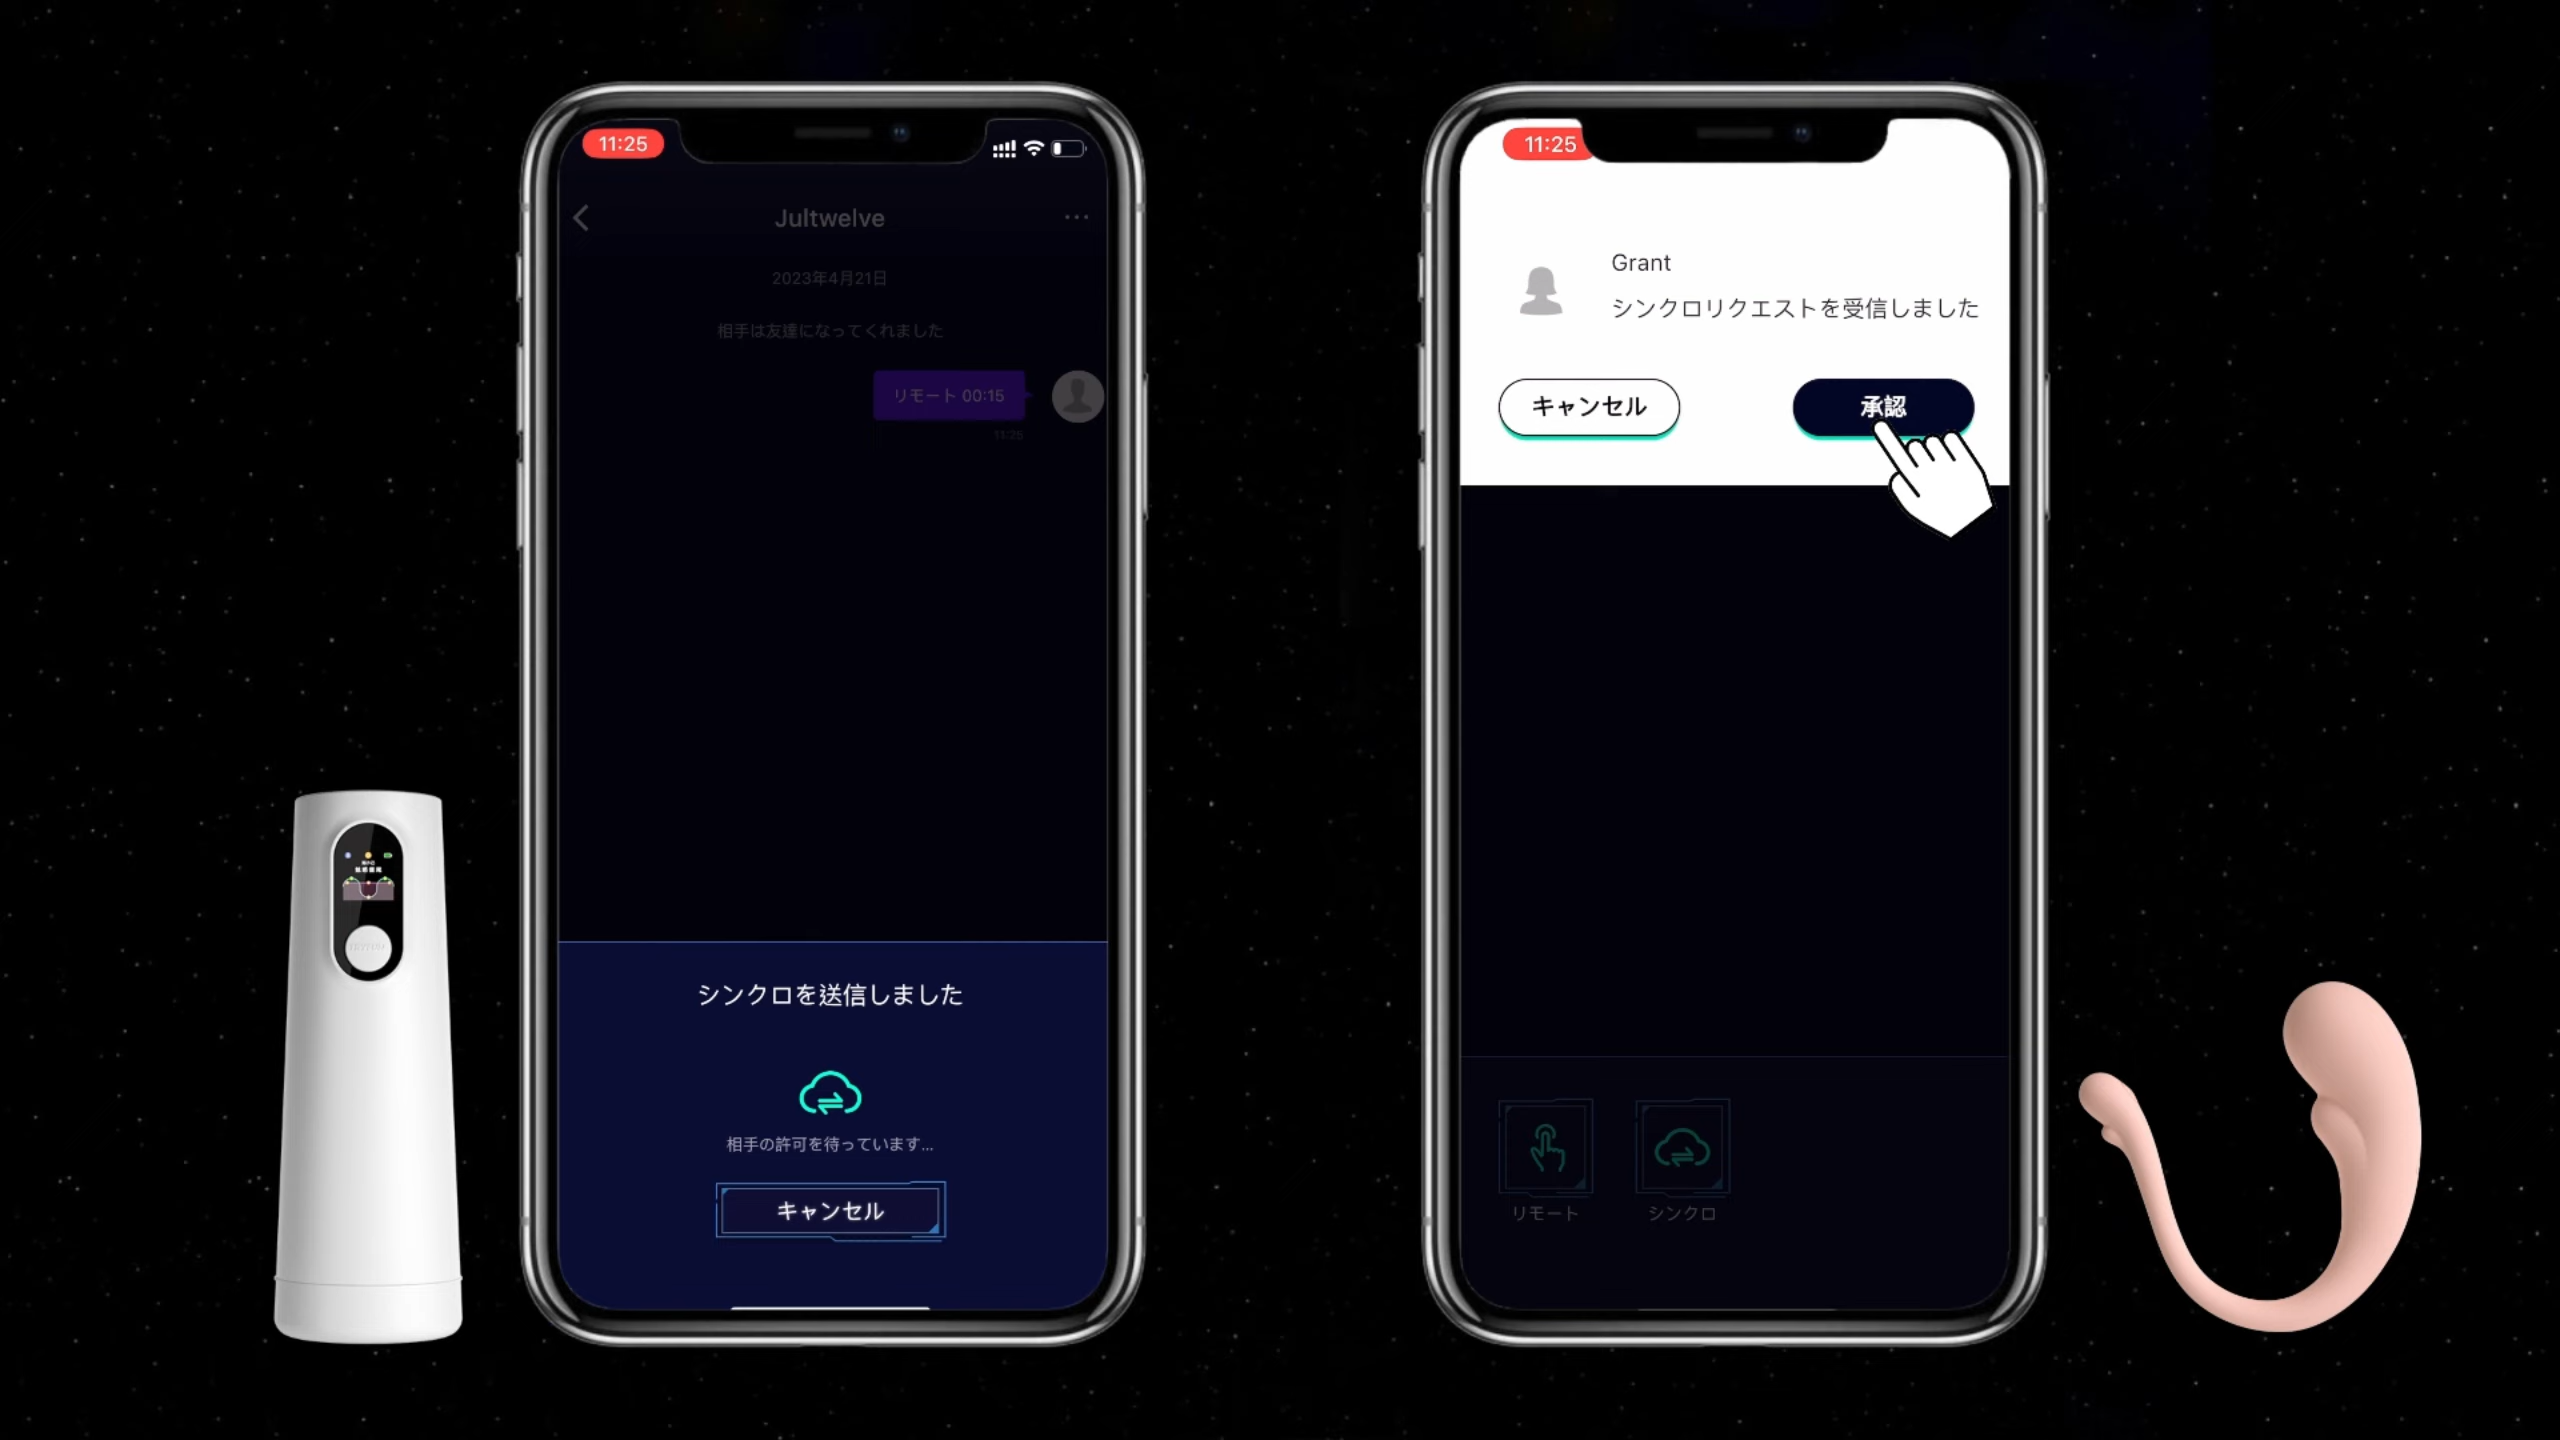 11:25
Jultwelve
2023年4月21日
相手は友達になってくれました
リモート 00:15
11:25
シンクロを送信しました
相手の許可を待っています...
キャンセル
11:25
Grant
シンクロリクエストを受信しました
キャンセル
承認
リモート
シンクロ